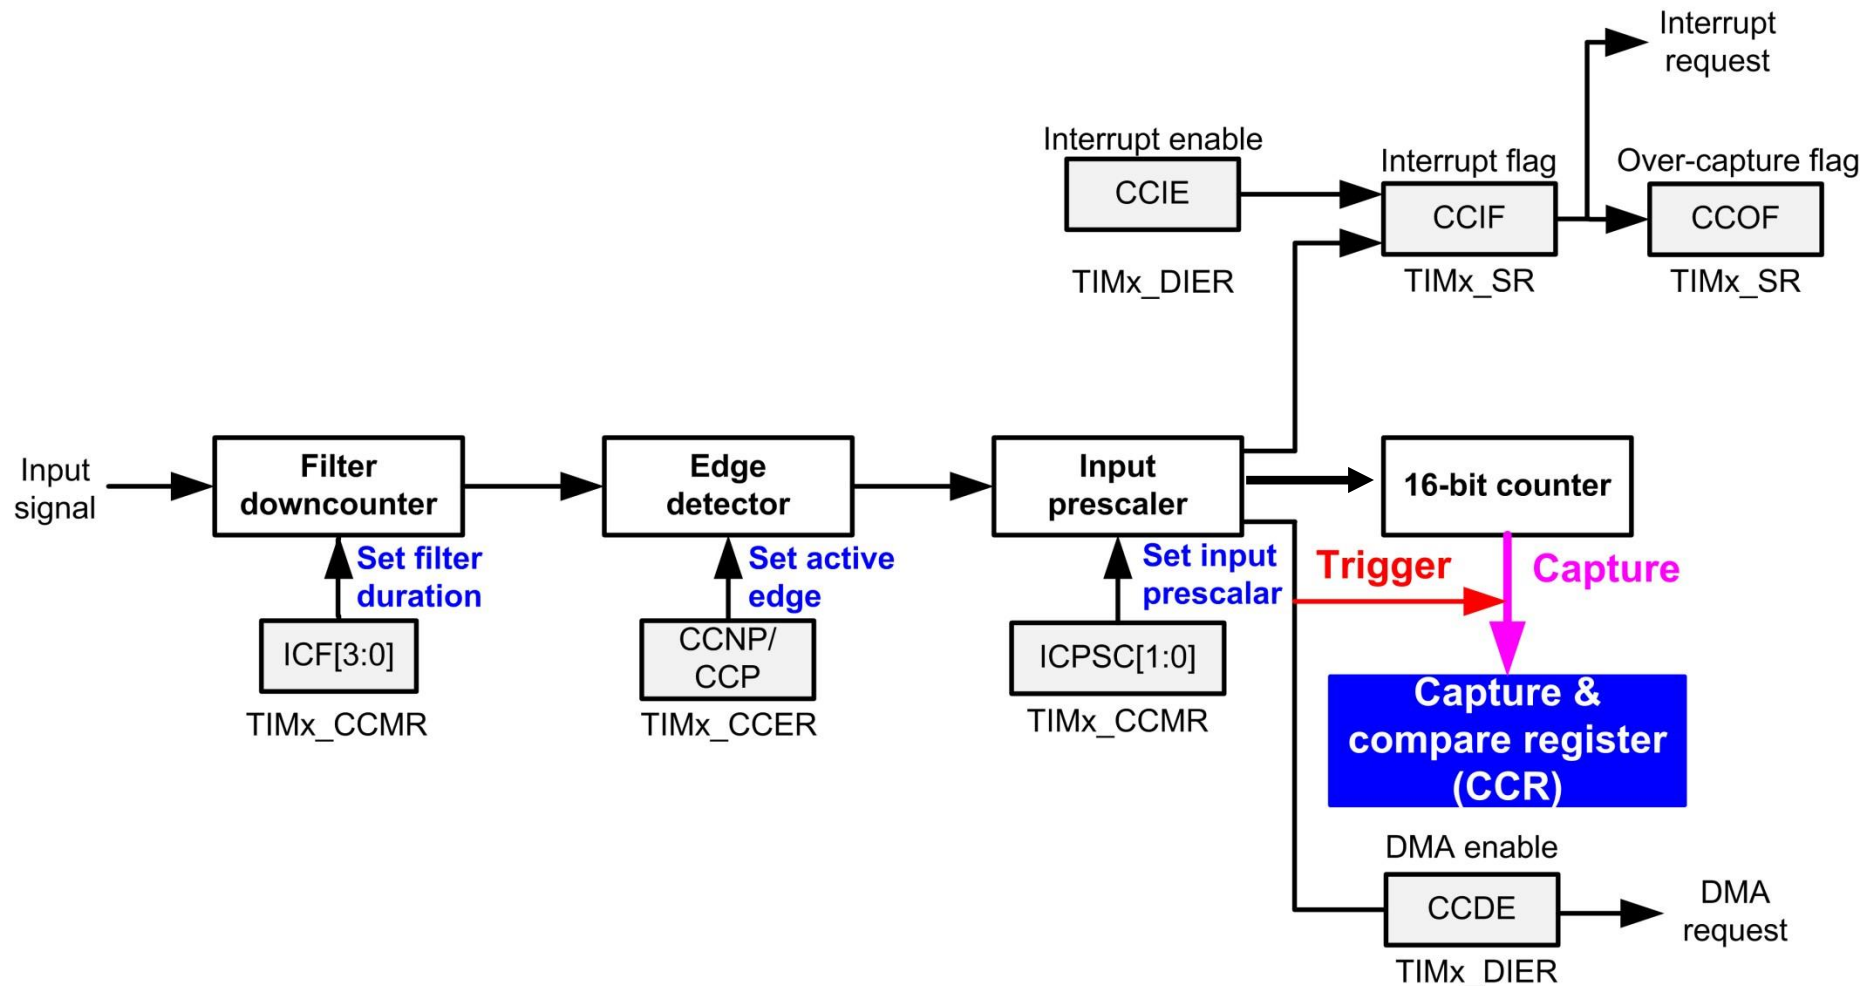 Interrupt
request
Interrupt enable
CCIE
TIMx_DIER
Interrupt flag
CCIF
TIMx_SR
Over-capture flag
CCOF
TIMx_SR
Input
signal
Filter
downcounter
Set filter
duration
ICF[3:0]
TIMx_CCMR
Edge
detector
Set active
edge
CCNP/
CCP
TIMx_CCER
Input
prescaler
Set input
prescalar
ICPSC[1:0]
TIMx_CCMR
16-bit counter
Trigger
Capture
Capture &
compare register
(CCR)
DMA enable
CCDE
TIMx_DIER
DMA
request